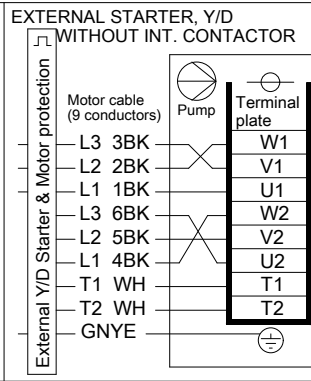 EXTERNAL STARTER, Y/D
WITHOUT INT. CONTACTOR
External Y/D Starter & Motor protection
Motor cable
(9 conductors)
Pump
Terminal
plate
L3 3BK W1
L2 2BK V1
L1 1BK U1
L3 6BK W2
L2 5BK V2
L1 4BK U2
T1 WH T1
T2 WH T2
GNYE